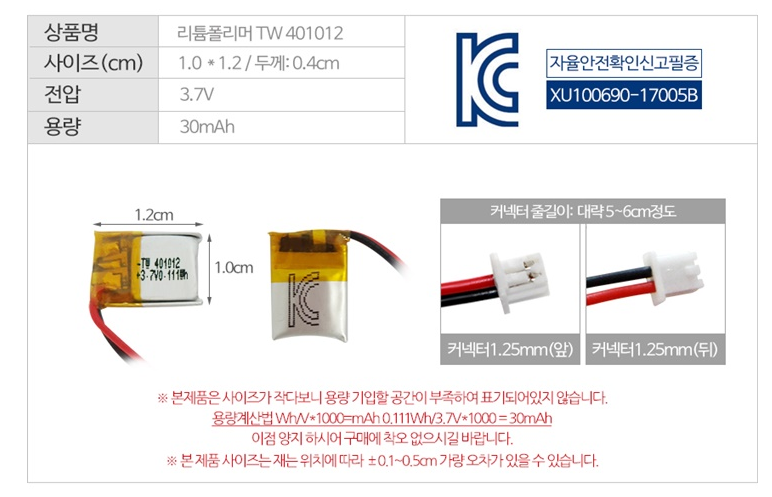 상품명 리튬폴리머 TW 401012
사이즈(cm) 1.0 * 1.2 / 두께: 0.4cm
전압 3.7V
용량 30mAh
자율안전확인신고필증
XU100690-17005B
1.2cm
1.0cm
-TW 401012
+3.7V0.111Wh
커넥터 줄길이: 대략 5~6cm정도
커넥터1.25mm(앞)
커넥터1.25mm(뒤)
※ 본제품은 사이즈가 작다보니 용량 기입할 공간이 부족하여 표기되어있지 않습니다.
용량계산법 Wh/V*1000=mAh 0.111Wh/3.7V*1000 = 30mAh
이점 양지 하시어 구매에 착오 없으시길 바랍니다.
※ 본 제품 사이즈는 재는 위치에 따라 ±0.1~0.5cm 가량 오차가 있을 수 있습니다.